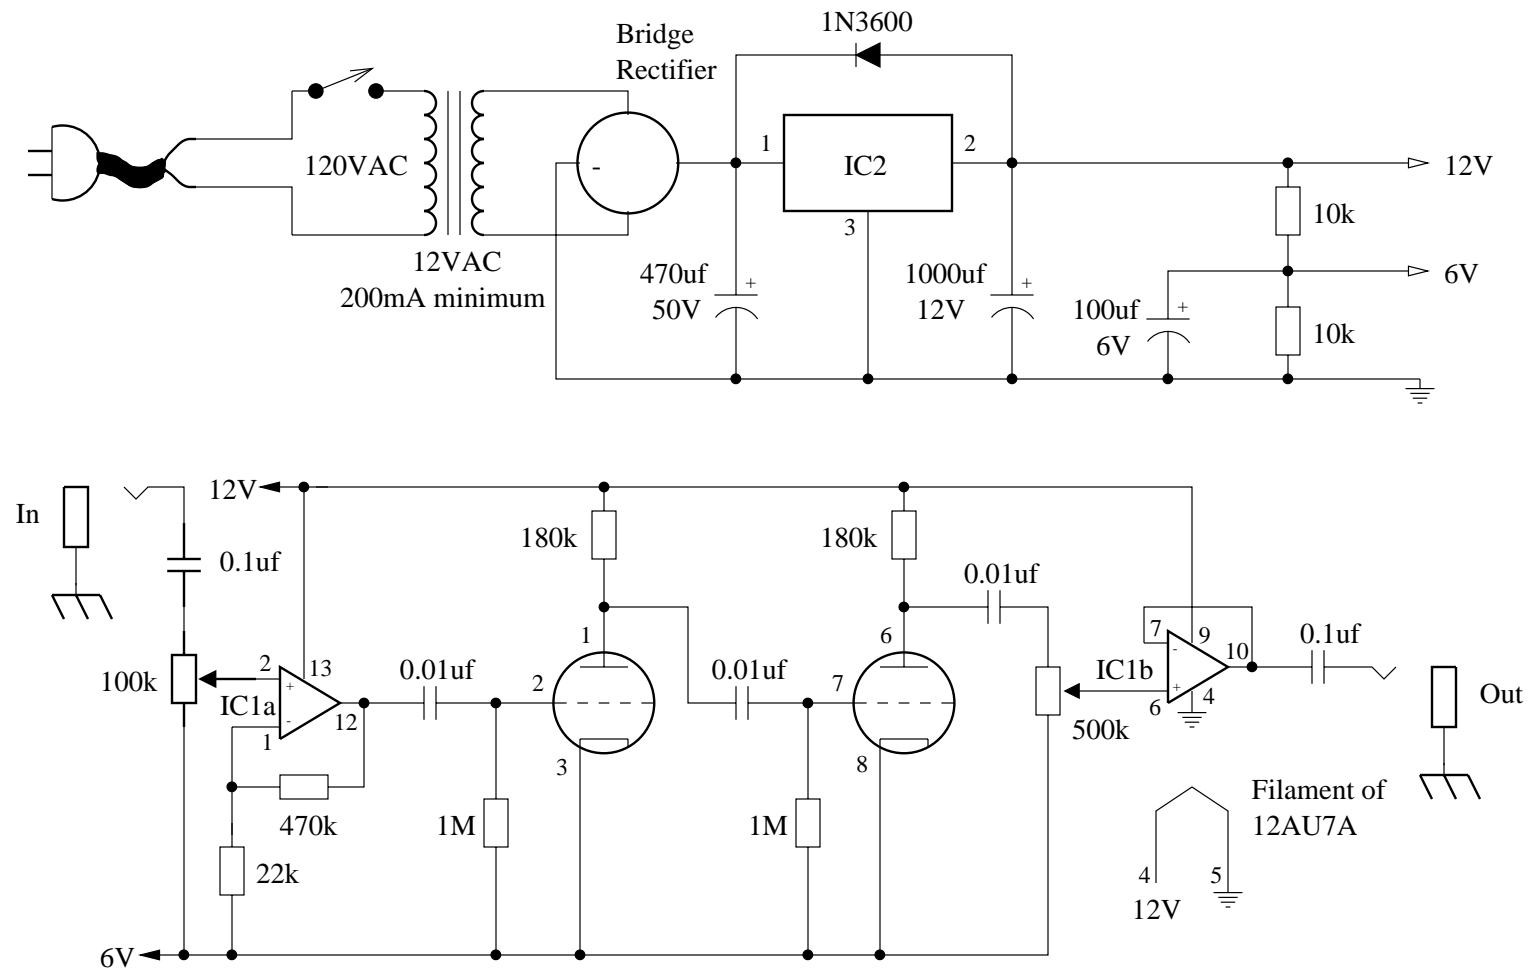 Bridge
Rectifier
1N3600
120VAC
-
1
IC2
2
3
12V
10k
12VAC
200mA minimum
470uf
50V
+
1000uf
12V
+
100uf
6V
+
6V
10k
In
12V
0.1uf
180k
180k
0.01uf
100k
2
13
+
IC1a
-
1
12
0.01uf
1
2
3
0.01uf
6
7
8
7
9
-
10
IC1b
+
6
4
0.1uf
Out
500k
470k
1M
1M
22k
Filament of
12AU7A
4
5
12V
6V